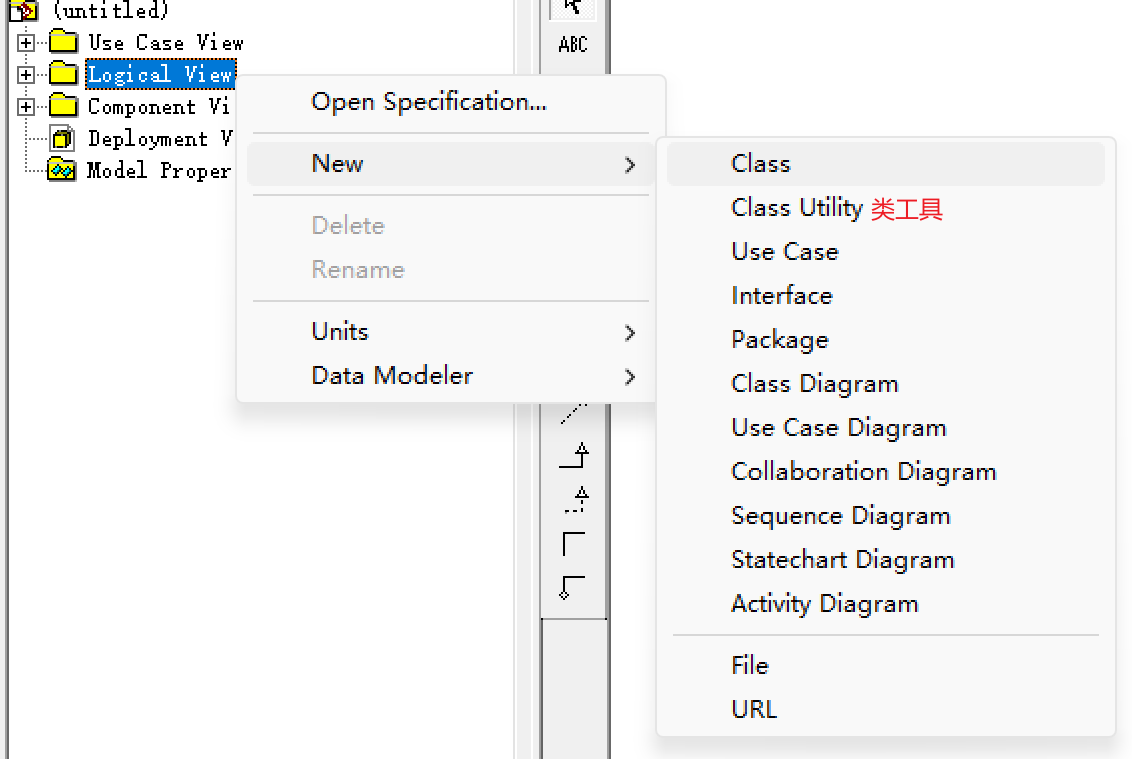 (untitled)
Use Case View
Logical View
Component Vi
Deployment V
Model Proper
ABC
Open Specification...
New
Delete
Rename
Units
Data Modeler
Class
Class Utility 类工具
Use Case
Interface
Package
Class Diagram
Use Case Diagram
Collaboration Diagram
Sequence Diagram
Statechart Diagram
Activity Diagram
File
URL